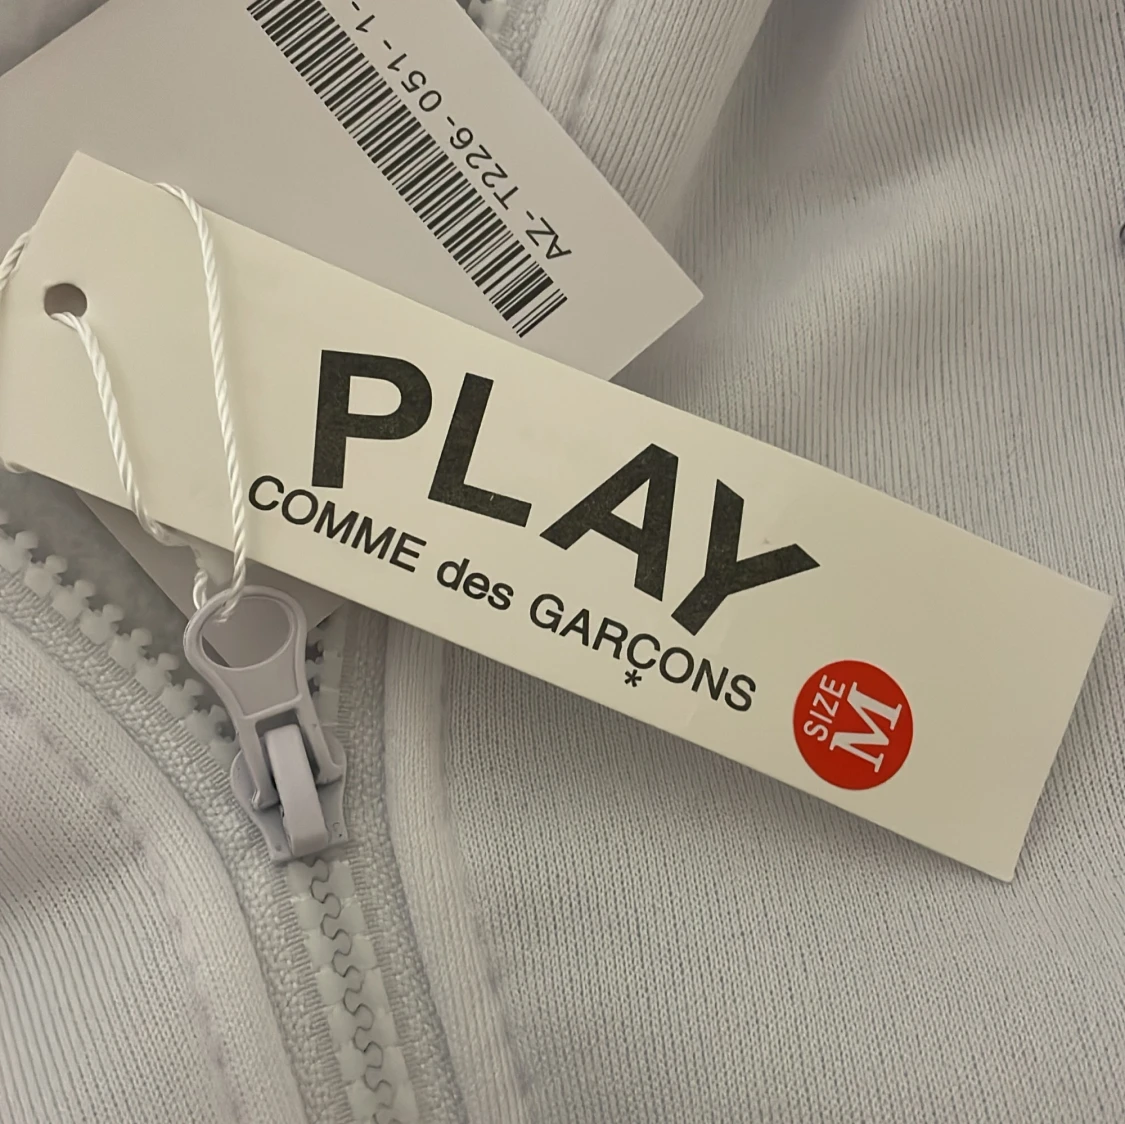 AZ-T226-051-1-
PLAY
COMME des GARÇONS
*
SIZE
M